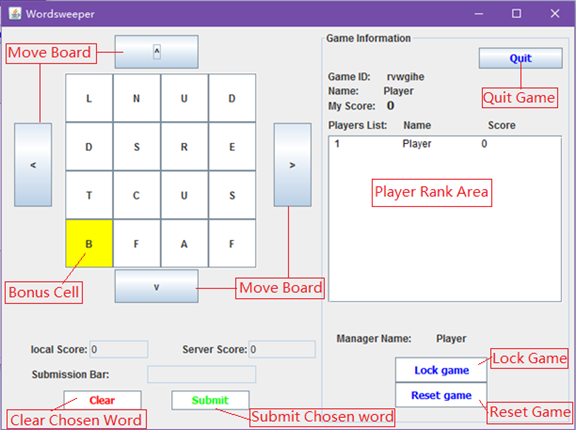 Wordsweeper
Move Board
^
Game Information
Quit
Quit Game
Game ID: rvwgihe
Name: Player
My Score: 0
Players List: Name Score
1 Player 0
Player Rank Area
L N U D
D S R E
< >
T C U S
B F A F
Bonus Cell
v
Move Board
Manager Name: Player
local Score: 0 Server Score: 0
Lock game
Lock Game
Submission Bar:
Reset game
Reset Game
Clear Submit
Clear Chosen Word
Submit Chosen word